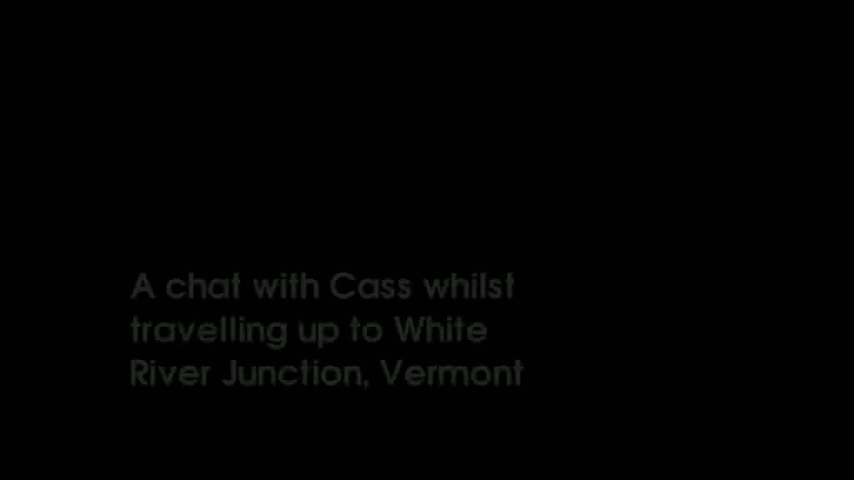 A chat with Cass whilst
travelling up to White
River Junction, Vermont